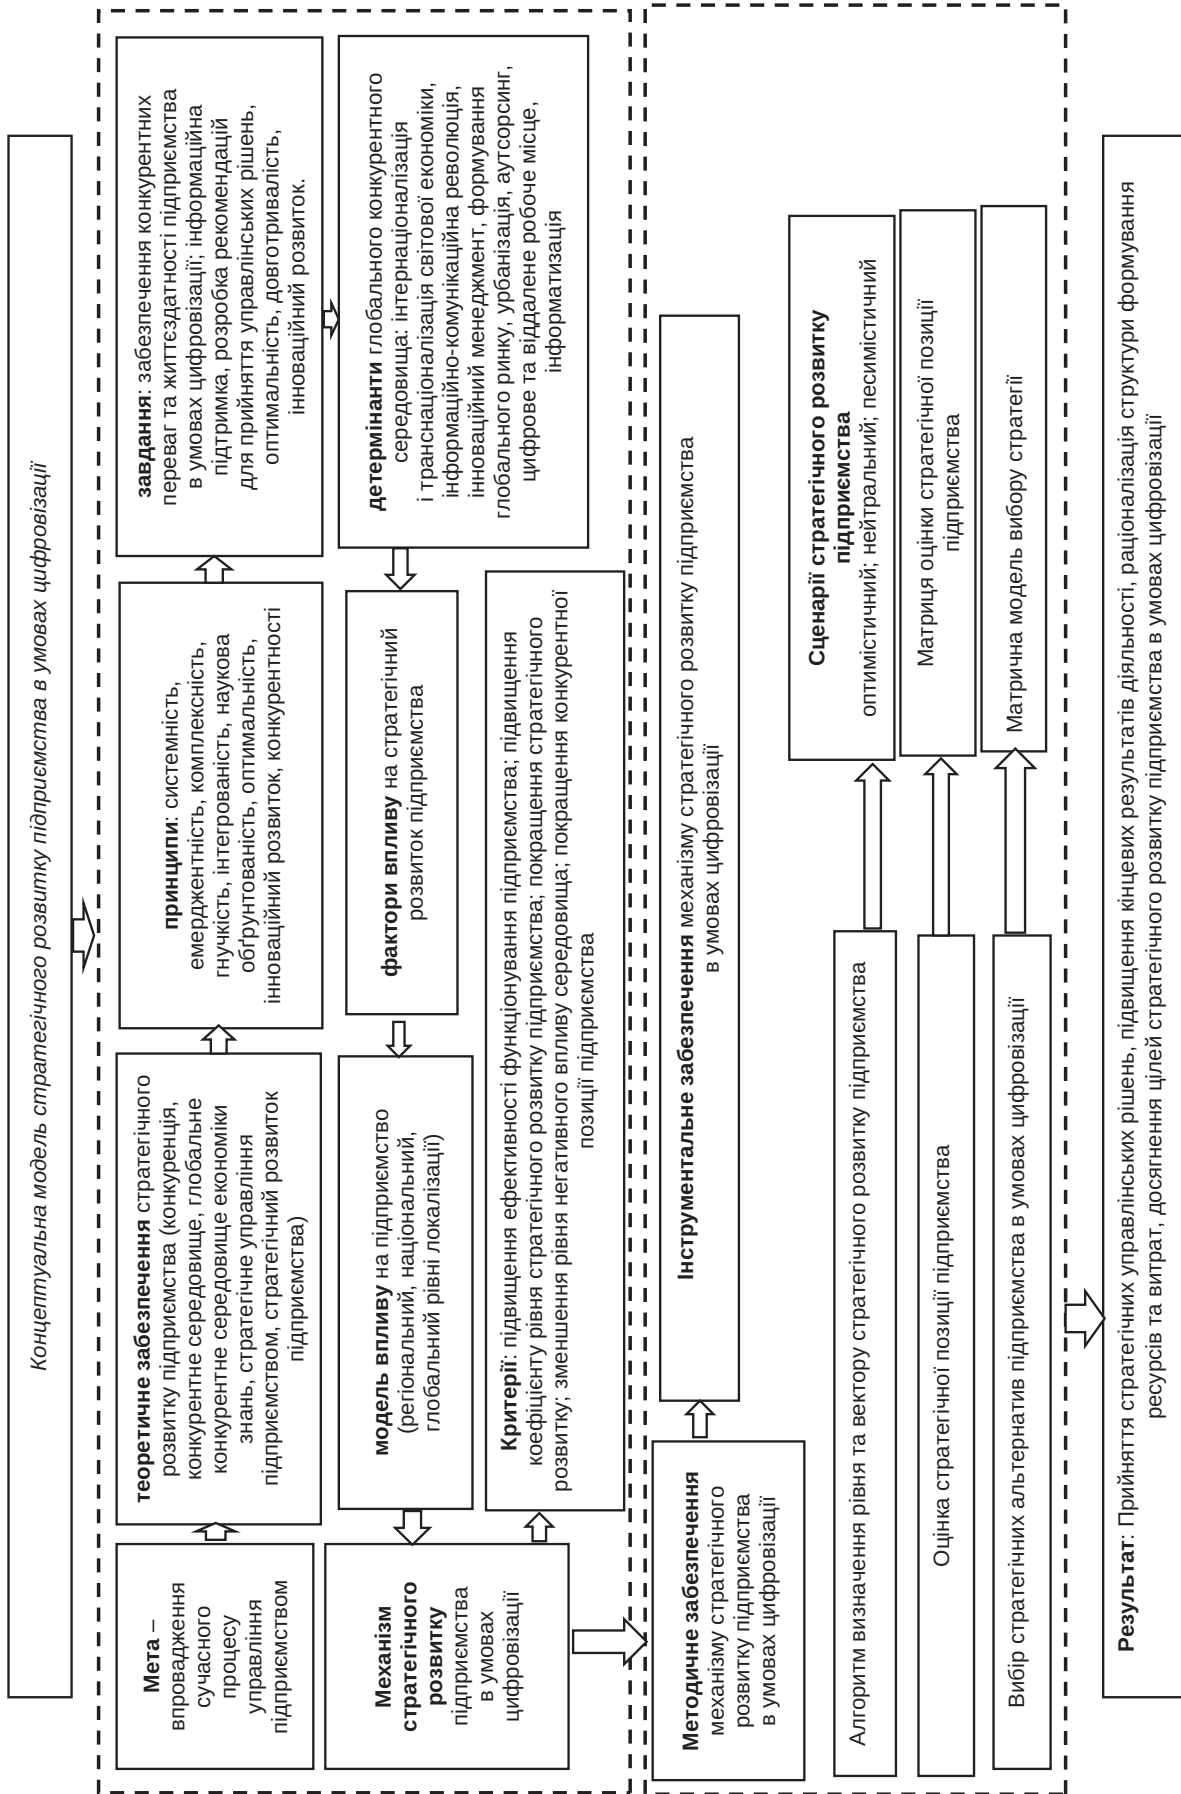 Концептуальна модель стратегічного розвитку підприємства в умовах цифровізації
Мета –
впровадження
сучасного
процесу
управління
підприємством
теоретичне забезпечення стратегічного
розвитку підприємства (конкуренція,
конкурентне середовище, глобальне
конкурентне середовище економіки
знань, стратегічне управління
підприємством, стратегічний розвиток
підприємства)
принципи: системність,
емерджентність, комплексність,
гнучкість, інтегрованість, наукова
обґрунтованість, оптимальність,
інноваційний розвиток, конкурентності
завдання: забезпечення конкурентних
переваг та життєздатності підприємства
в умовах цифровізації; інформаційна
підтримка, розробка рекомендацій
для прийняття управлінських рішень,
оптимальність, довготривалість,
інноваційний розвиток.
детермінанти глобального конкурентного
середовища: інтернаціоналізація
і транснаціоналізація світової економіки,
інформаційно-комунікаційна революція,
інноваційний менеджмент, формування
глобального ринку, урбанізація, аутсорсинг,
цифрове та віддалене робоче місце,
інформатизація
фактори впливу на стратегічний
розвиток підприємства
модель впливу на підприємство
(регіональний, національний,
глобальний рівні локалізації)
Механізм
стратегічного
розвитку
підприємства
в умовах
цифровізації
Критерії: підвищення ефективності функціонування підприємства; підвищення
коефіцієнту рівня стратегічного розвитку підприємства; покращення стратегічного
розвитку; зменшення рівня негативного впливу середовища; покращення конкурентної
позиції підприємства
Методичне забезпечення
механізму стратегічного
розвитку підприємства
в умовах цифровізації
Інструментальне забезпечення механізму стратегічного розвитку підприємства
в умовах цифровізації
Алгоритм визначення рівня та вектору стратегічного розвитку підприємства
Сценарії стратегічного розвитку
підприємства
оптимістичний; нейтральний; песимістичний
Оцінка стратегічної позиції підприємства
Матриця оцінки стратегічної позиції
підприємства
Вибір стратегічних альтернатив підприємства в умовах цифровізації
Матрична модель вибору стратегії
Результат: Прийняття стратегічних управлінських рішень, підвищення кінцевих результатів діяльності, раціоналізація структури формування
ресурсів та витрат, досягнення цілей стратегічного розвитку підприємства в умовах цифровізації